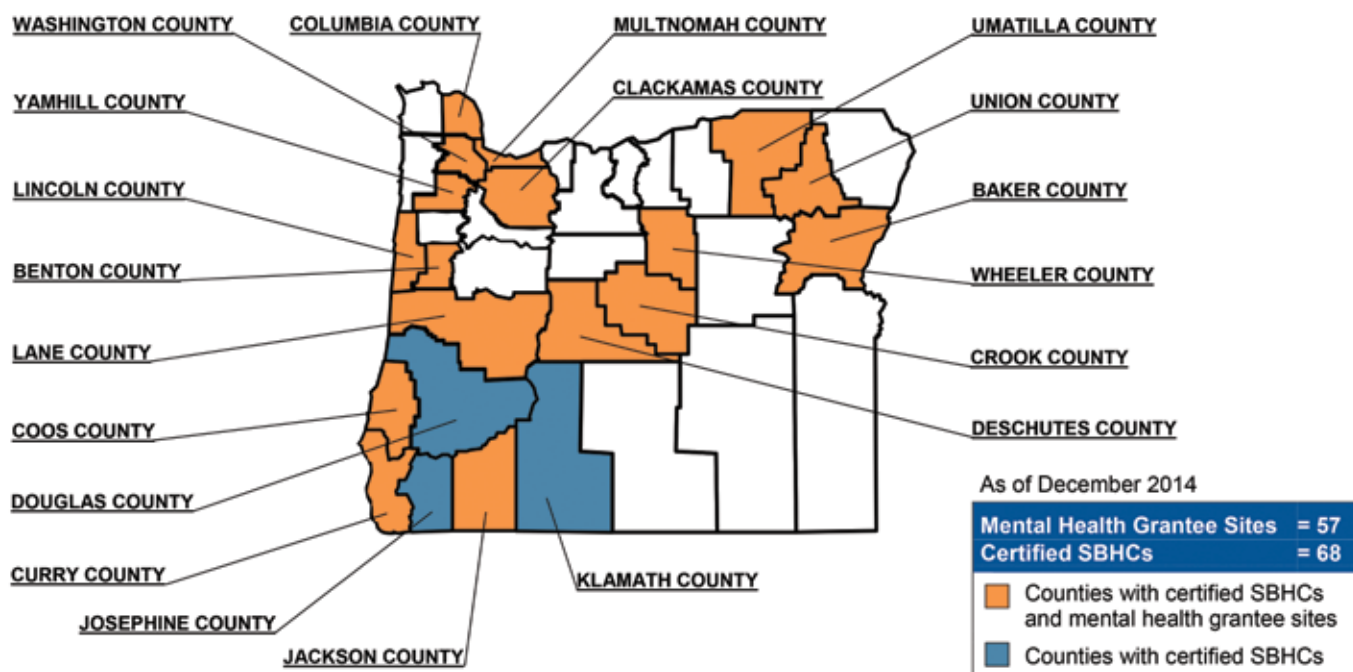 WASHINGTON COUNTY
COLUMBIA COUNTY
MULTNOMAH COUNTY
UMATILLA COUNTY
YAMHILL COUNTY
CLACKAMAS COUNTY
UNION COUNTY
LINCOLN COUNTY
BAKER COUNTY
BENTON COUNTY
WHEELER COUNTY
LANE COUNTY
CROOK COUNTY
COOS COUNTY
DESCHUTES COUNTY
DOUGLAS COUNTY
CURRY COUNTY
KLAMATH COUNTY
JOSEPHINE COUNTY
JACKSON COUNTY
As of December 2014
Mental Health Grantee Sites = 57
Certified SBHCs = 68
Counties with certified SBHCs
and mental health grantee sites
Counties with certified SBHCs